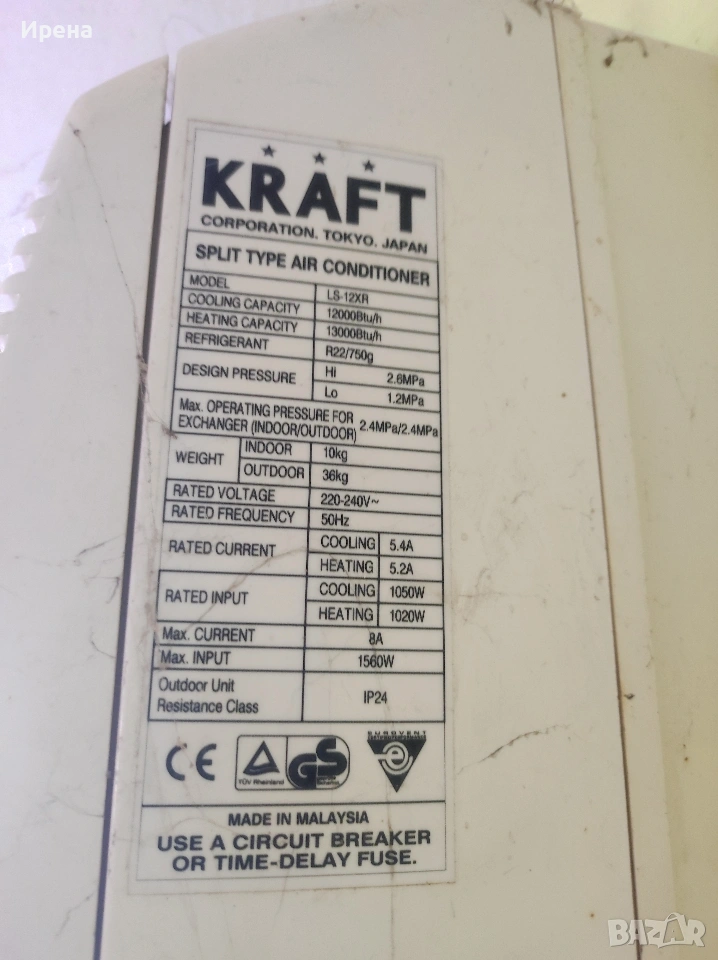 Ирена
KRAFT
CORPORATION. TOKYO. JAPAN
SPLIT TYPE AIR CONDITIONER
MODEL LS-12XR
COOLING CAPACITY 12000Btu/h
HEATING CAPACITY 13000Btu/h
REFRIGERANT R22/750g
DESIGN PRESSURE Hi 2.6MPa
Lo 1.2MPa
Max. OPERATING PRESSURE FOR
EXCHANGER (INDOOR/OUTDOOR) 2.4MPa/2.4MPa
WEIGHT INDOOR 10kg
OUTDOOR 36kg
RATED VOLTAGE 220-240V~
RATED FREQUENCY 50Hz
RATED CURRENT COOLING 5.4A
HEATING 5.2A
RATED INPUT COOLING 1050W
HEATING 1020W
Max. CURRENT 8A
Max. INPUT 1560W
Outdoor Unit
Resistance Class IP24
EUROVENT
CE TÜV Rheinland GS e
MADE IN MALAYSIA
USE A CIRCUIT BREAKER
OR TIME-DELAY FUSE.
BAZAR